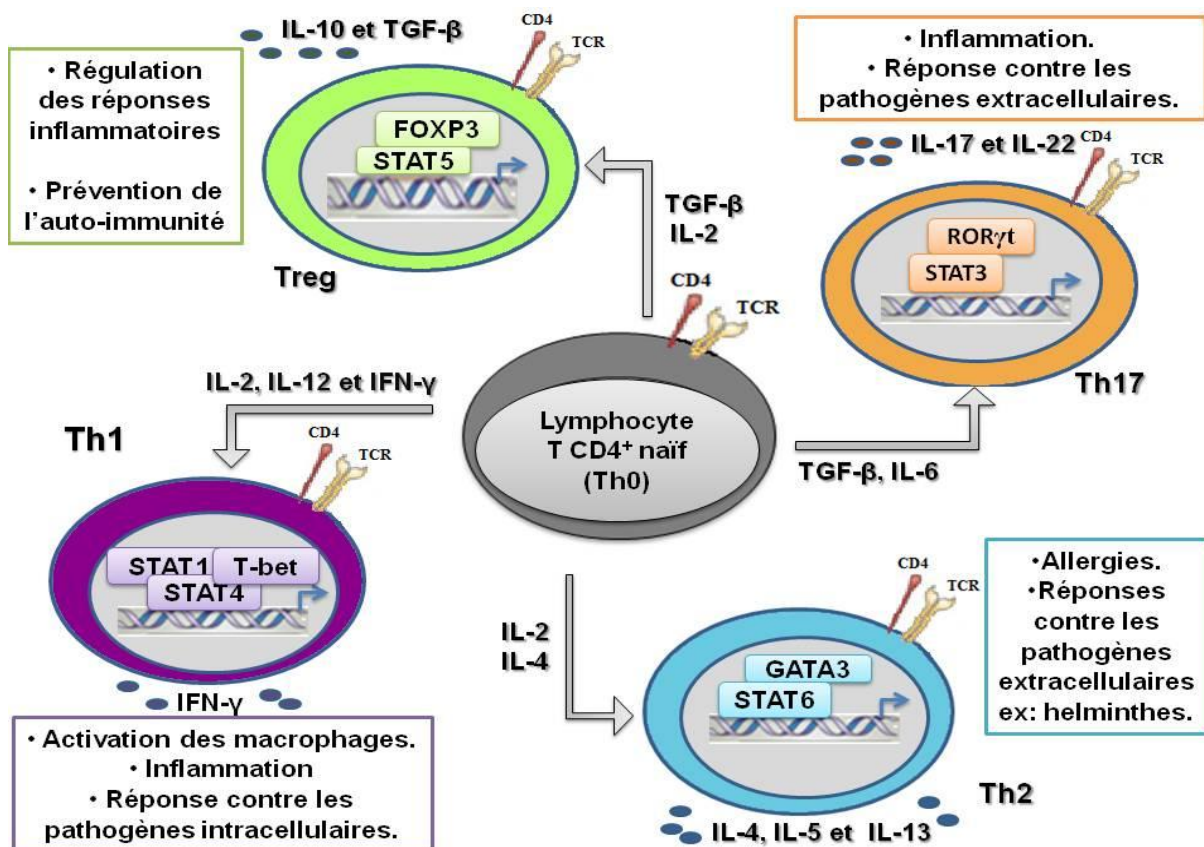 IL-10 et TGF-β
CD4
TCR
• Régulation
des réponses
inflammatoires
• Prévention de
l'auto-immunité
FOXP3
STAT5
Treg
TGF-β
IL-2
• Inflammation.
• Réponse contre les
pathogènes extracellulaires.
IL-17 et IL-22
CD4
TCR
RORγt
STAT3
Th17
CD4
TCR
Lymphocyte
T CD4⁺ naïf
(Th0)
TGF-β, IL-6
IL-2, IL-12 et IFN-γ
Th1
CD4
TCR
STAT1
T-bet
STAT4
IFN-γ
• Activation des macrophages.
• Inflammation
• Réponse contre les
pathogènes intracellulaires.
IL-2
IL-4
CD4
TCR
GATA3
STAT6
Th2
IL-4, IL-5 et IL-13
•Allergies.
•Réponses
contre les
pathogènes
extracellulaires
ex: helminthes.